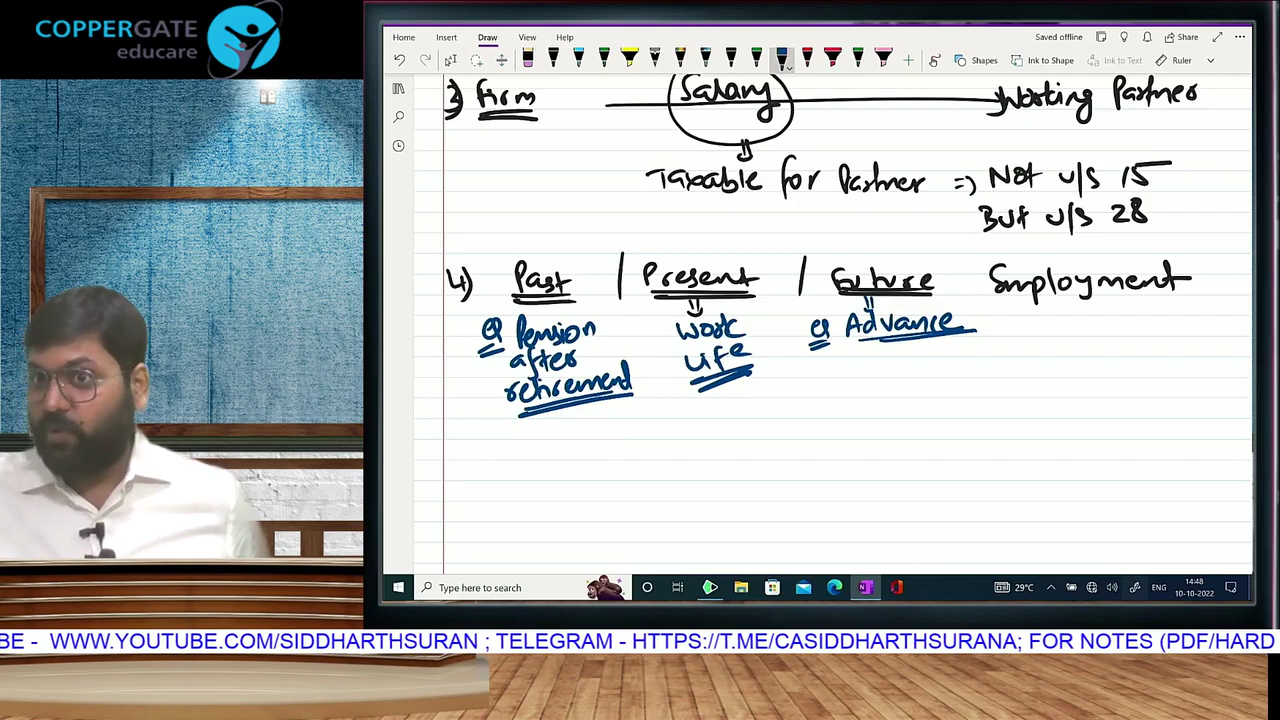 COPPERGATE
educare
Home Insert Draw View Help
Saved offline
Share
Shapes
Ink to Shape
Ink to Text
Ruler
3) Firm Salary Working Partner
Taxable for Partner => Not u/s 15
But u/s 28
4) Past | Present | Future Employment
eg Pension after retirement
Work Life
eg Advance
Type here to search
29°C
ENG
14:48
10-10-2022
BE - WWW.YOUTUBE.COM/SIDDHARTHSURAN ; TELEGRAM - HTTPS://T.ME/CASIDDHARTHSURANA; FOR NOTES (PDF/HARD